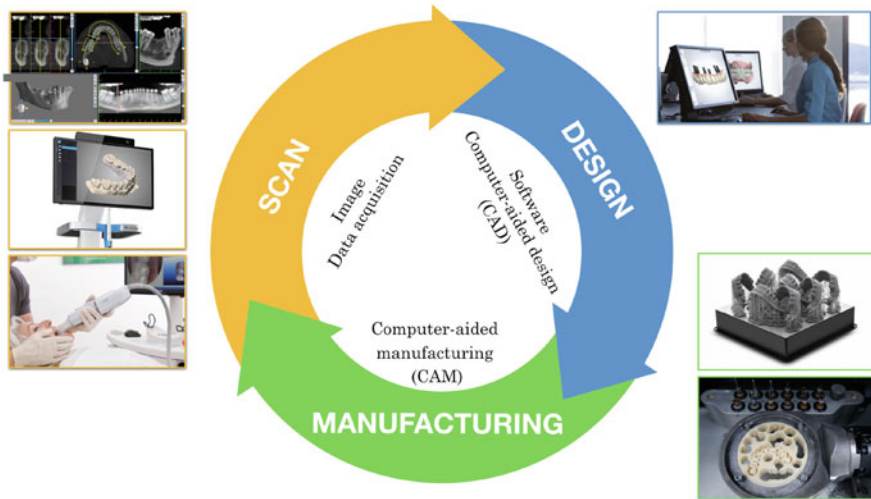 SCAN
Image
Data acquisition
DESIGN
Software
Computer-aided design
(CAD)
Computer-aided
manufacturing
(CAM)
MANUFACTURING